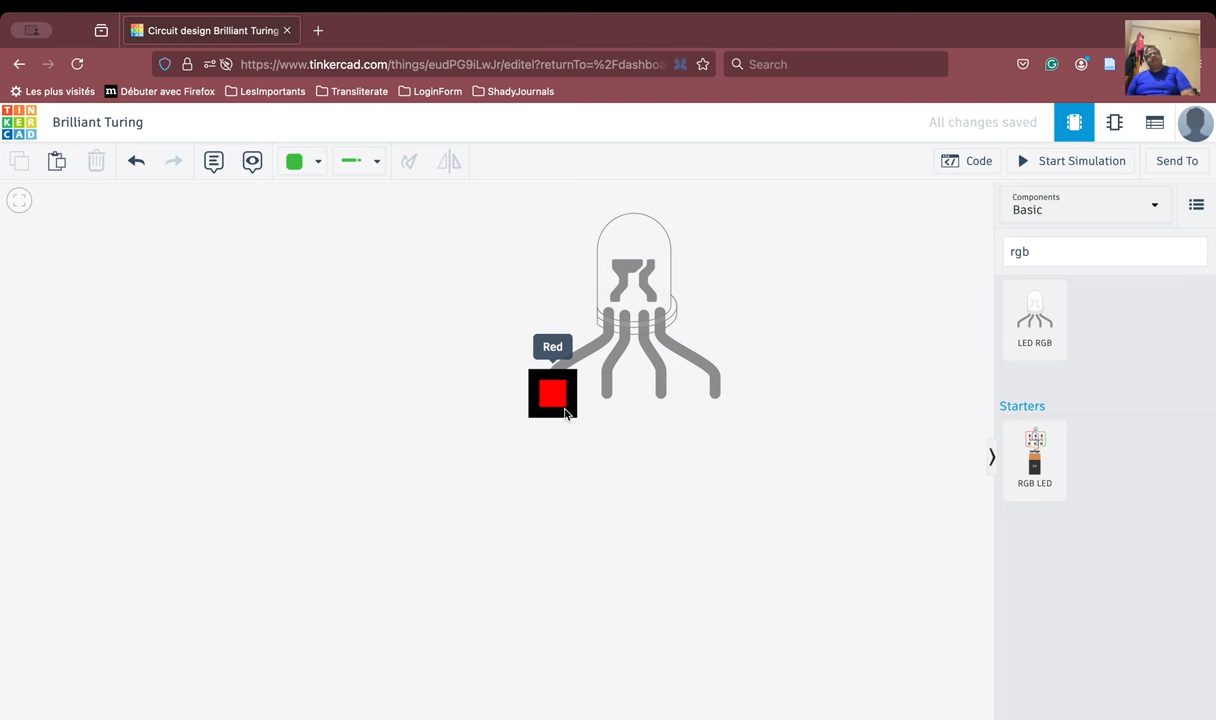 Circuit design Brilliant Turing
https://www.tinkercad.com/things/eudPG9iLwJr/editel?returnTo=%2Fdashboa
Search
Les plus visités
Débuter avec Firefox
LesImportants
Transliterate
LoginForm
ShadyJournals
TIN
KER
CAD
Brilliant Turing
All changes saved
Code
Start Simulation
Send To
Components
Basic
rgb
LED RGB
Red
Starters
RGB LED